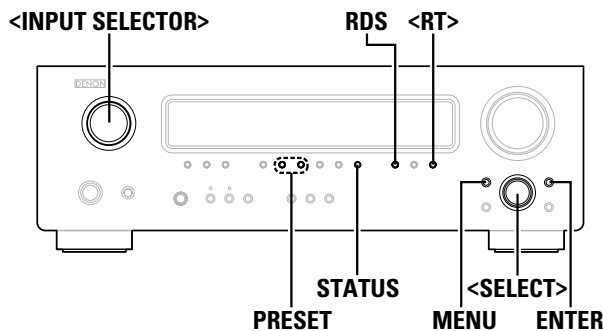 <INPUT SELECTOR> RDS <RT>
DENON
STATUS <SELECT>
PRESET MENU ENTER